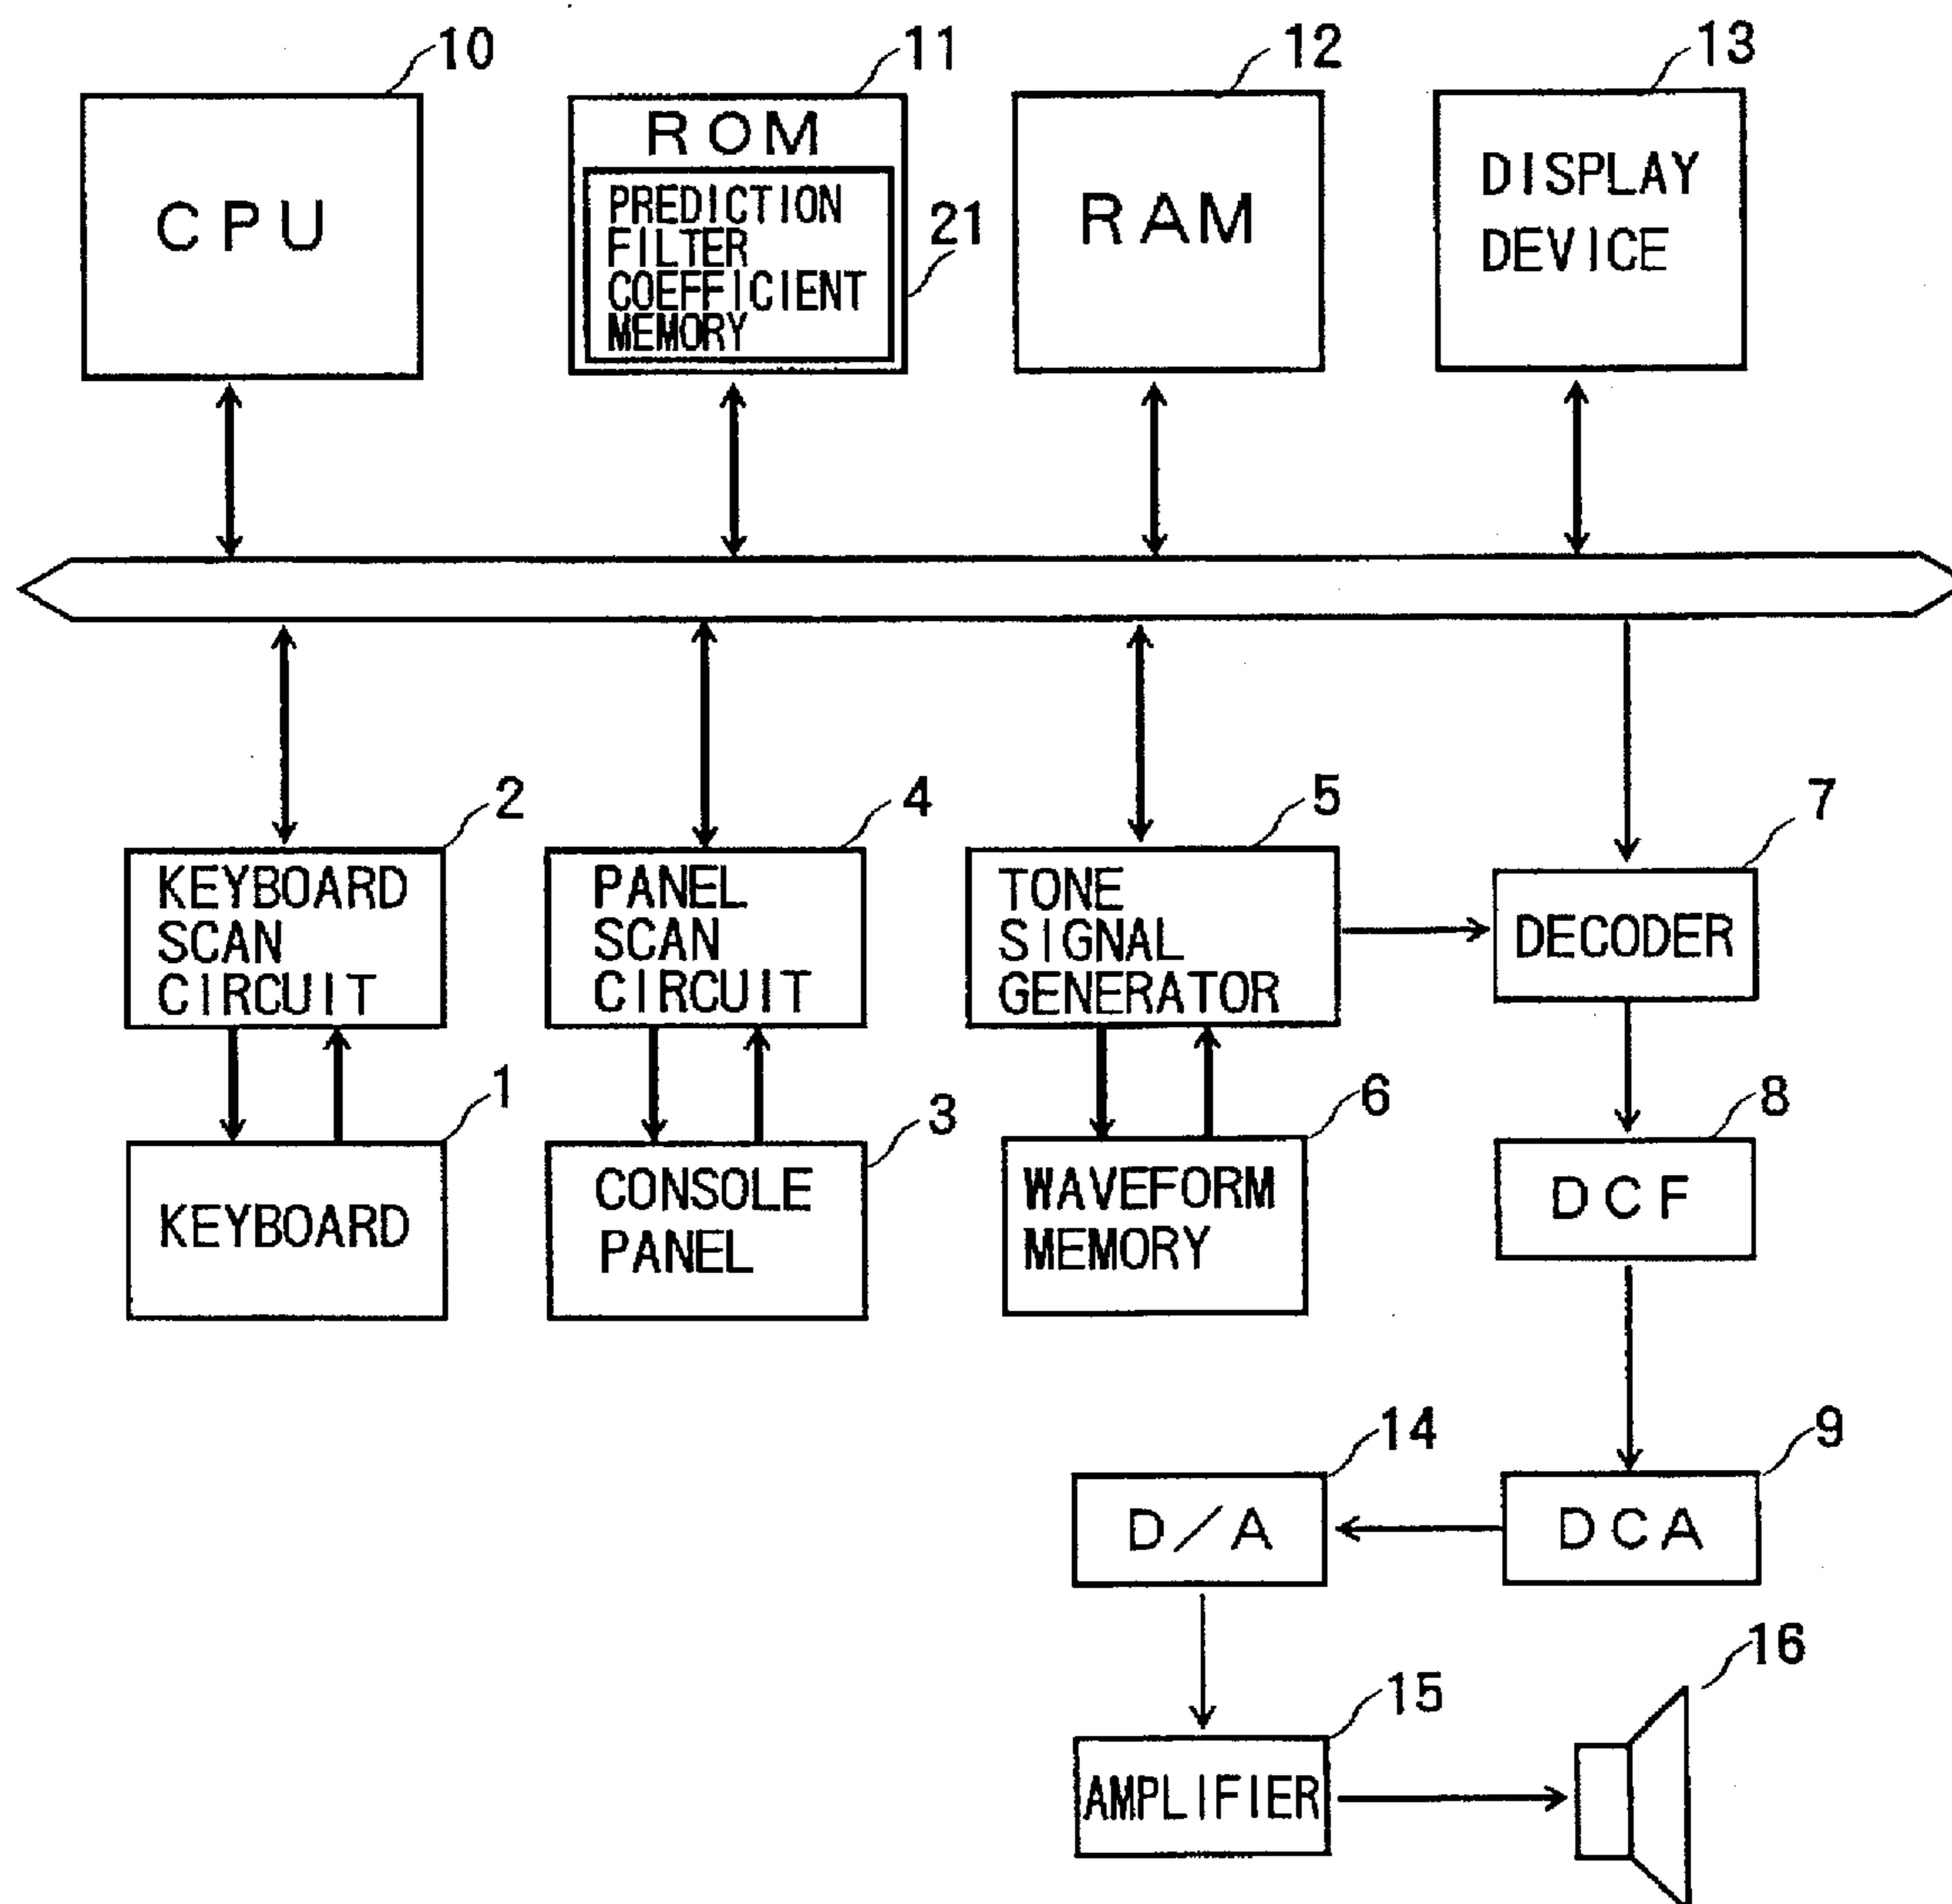 10
11
12
13
CPU
ROM
PREDICTION
FILTER
COEFFICIENT
MEMORY
21
RAM
DISPLAY
DEVICE
2
4
5
7
KEYBOARD
SCAN
CIRCUIT
PANEL
SCAN
CIRCUIT
TONE
SIGNAL
GENERATOR
DECODER
1
3
6
8
KEYBOARD
CONSOLE
PANEL
WAVEFORM
MEMORY
DCF
14
9
D/A
DCA
15
16
AMPLIFIER